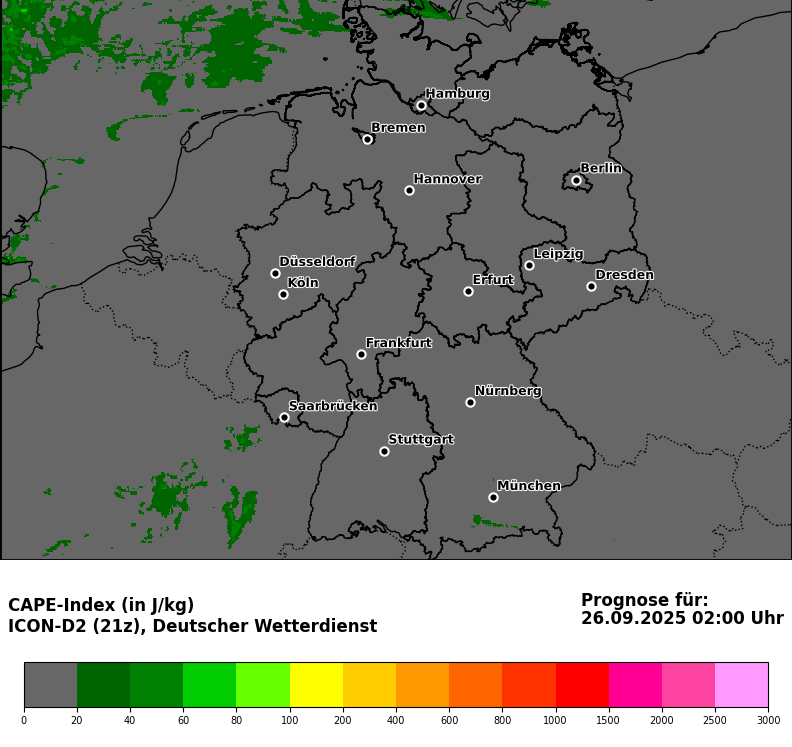 Hamburg
Bremen
Berlin
Hannover
Leipzig
Düsseldorf
Dresden
Erfurt
Köln
Frankfurt
Nürnberg
Saarbrücken
Stuttgart
München
CAPE-Index (in J/kg)
ICON-D2 (21z), Deutscher Wetterdienst
Prognose für:
26.09.2025 02:00 Uhr
0 20 40 60 80 100 200 400 600 800 1000 1500 2000 2500 3000